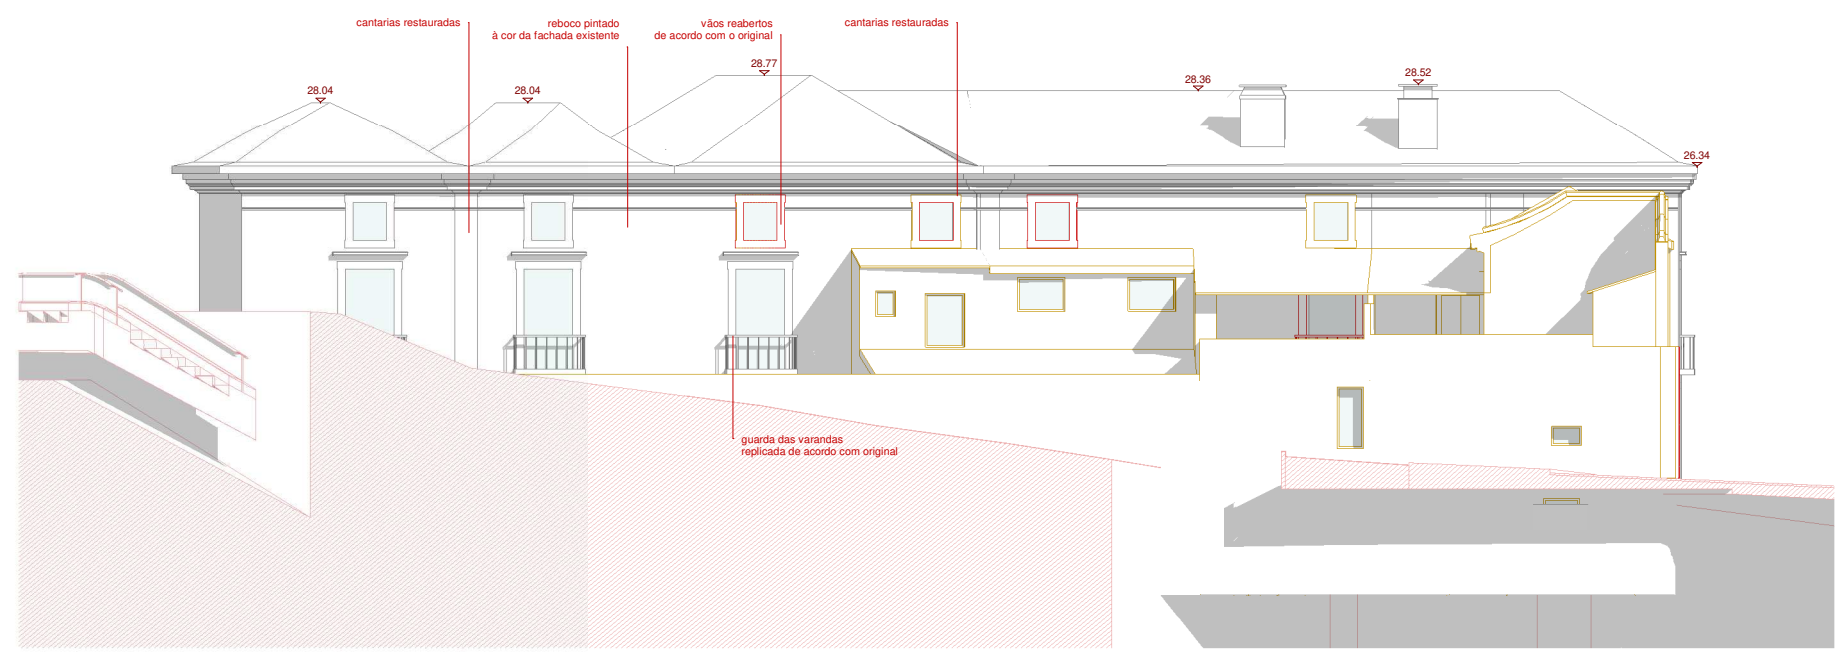 cantarias restauradas
reboco pintado
à cor da fachada existente
vãos reabertos
de acordo com o original
cantarias restauradas
28.77
28.04
28.04
28.36
28.52
26.34
guarda das varandas
replicada de acordo com original